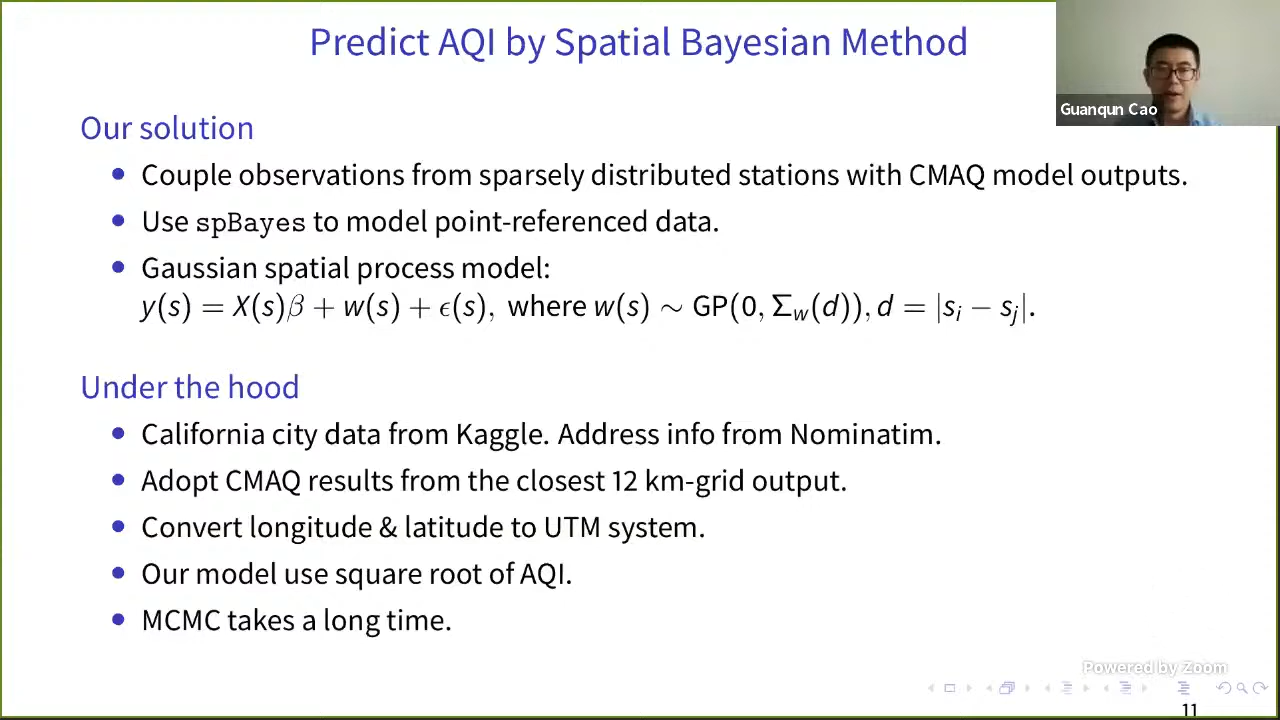 Predict AQI by Spatial Bayesian Method
Guanqun Cao
Our solution
Couple observations from sparsely distributed stations with CMAQ model outputs.
Use spBayes to model point-referenced data.
Gaussian spatial process model:
y(s) = X(s)β + w(s) + ϵ(s), where w(s) ∼ GP(0, Σ_w(d)), d = |s_i − s_j|.
Under the hood
California city data from Kaggle. Address info from Nominatim.
Adopt CMAQ results from the closest 12 km-grid output.
Convert longitude & latitude to UTM system.
Our model use square root of AQI.
MCMC takes a long time.
Powered by Zoom
11